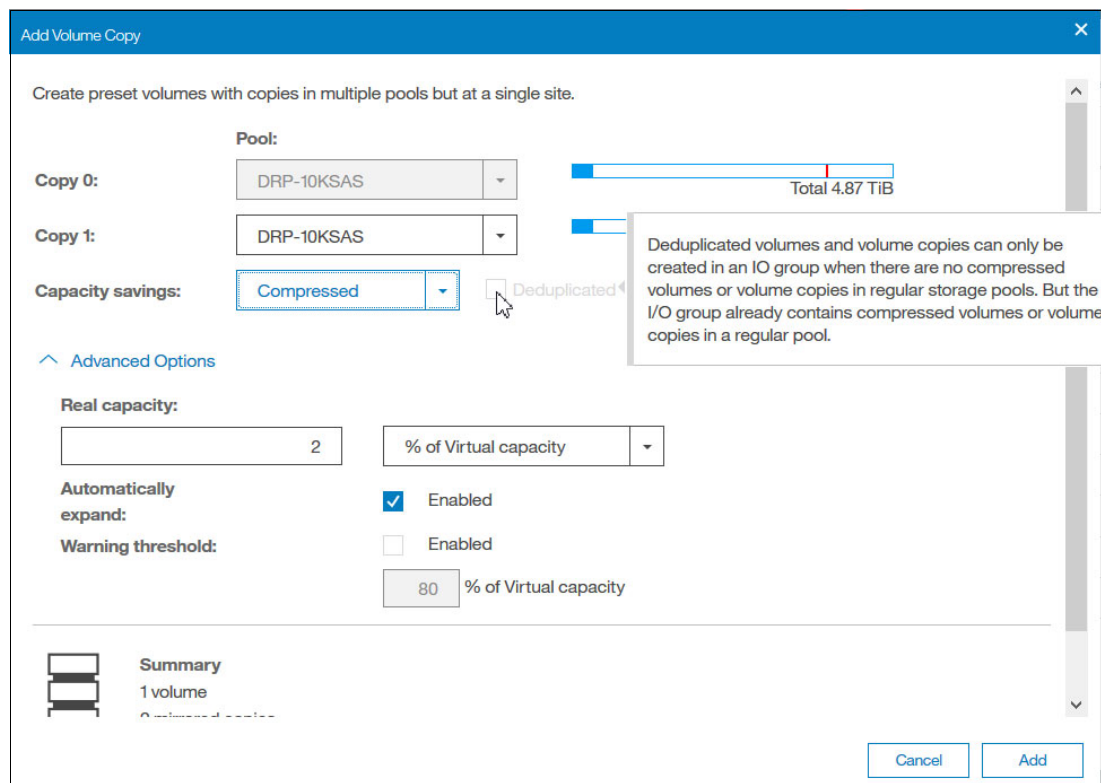 Add Volume Copy
Create preset volumes with copies in multiple pools but at a single site.
Pool:
Copy 0:
DRP-10KSAS
Total 4.87 TiB
Copy 1:
DRP-10KSAS
Deduplicated volumes and volume copies can only be
created in an IO group when there are no compressed
volumes or volume copies in regular storage pools. But the
I/O group already contains compressed volumes or volume
copies in a regular pool.
Capacity savings:
Compressed
Deduplicated
Advanced Options
Real capacity:
2
% of Virtual capacity
Automatically
expand:
Enabled
Warning threshold:
Enabled
80
% of Virtual capacity
Summary
1 volume
2 mirrored copies
Cancel
Add